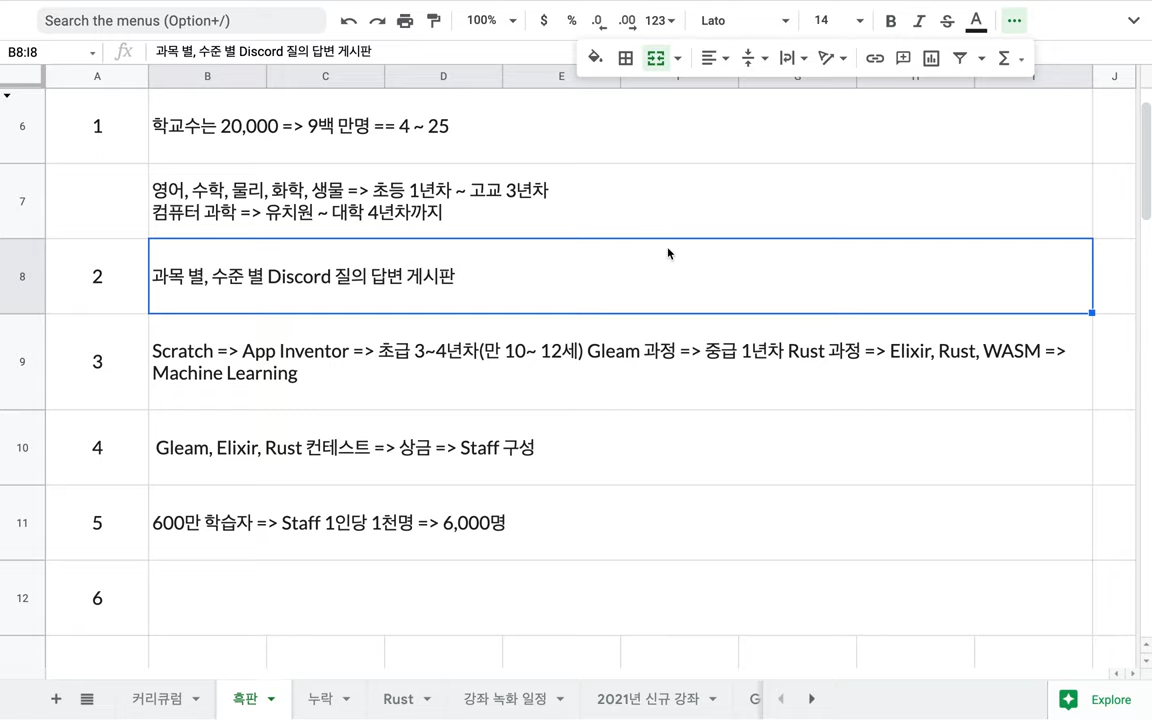 Search the menus (Option+/)
100%
$
%
.0
.00
123
Lato
14
B
I
S
A
B8:I8
fx
과목 별, 수준 별 Discord 질의 답변 게시판
A
B
C
D
E
J
6
1
학교수는 20,000 => 9백 만명 == 4 ~ 25
7
영어, 수학, 물리, 화학, 생물 => 초등 1년차 ~ 고교 3년차
컴퓨터 과학 => 유치원 ~ 대학 4년차까지
8
2
과목 별, 수준 별 Discord 질의 답변 게시판
9
3
Scratch => App Inventor => 초급 3~4년차(만 10~ 12세) Gleam 과정 => 중급 1년차 Rust 과정 => Elixir, Rust, WASM =>
Machine Learning
10
4
Gleam, Elixir, Rust 컨테스트 => 상금 => Staff 구성
11
5
600만 학습자 => Staff 1인당 1천명 => 6,000명
12
6
커리큐럼
흑판
누락
Rust
강좌 녹화 일정
2021년 신규 강좌
G
Explore